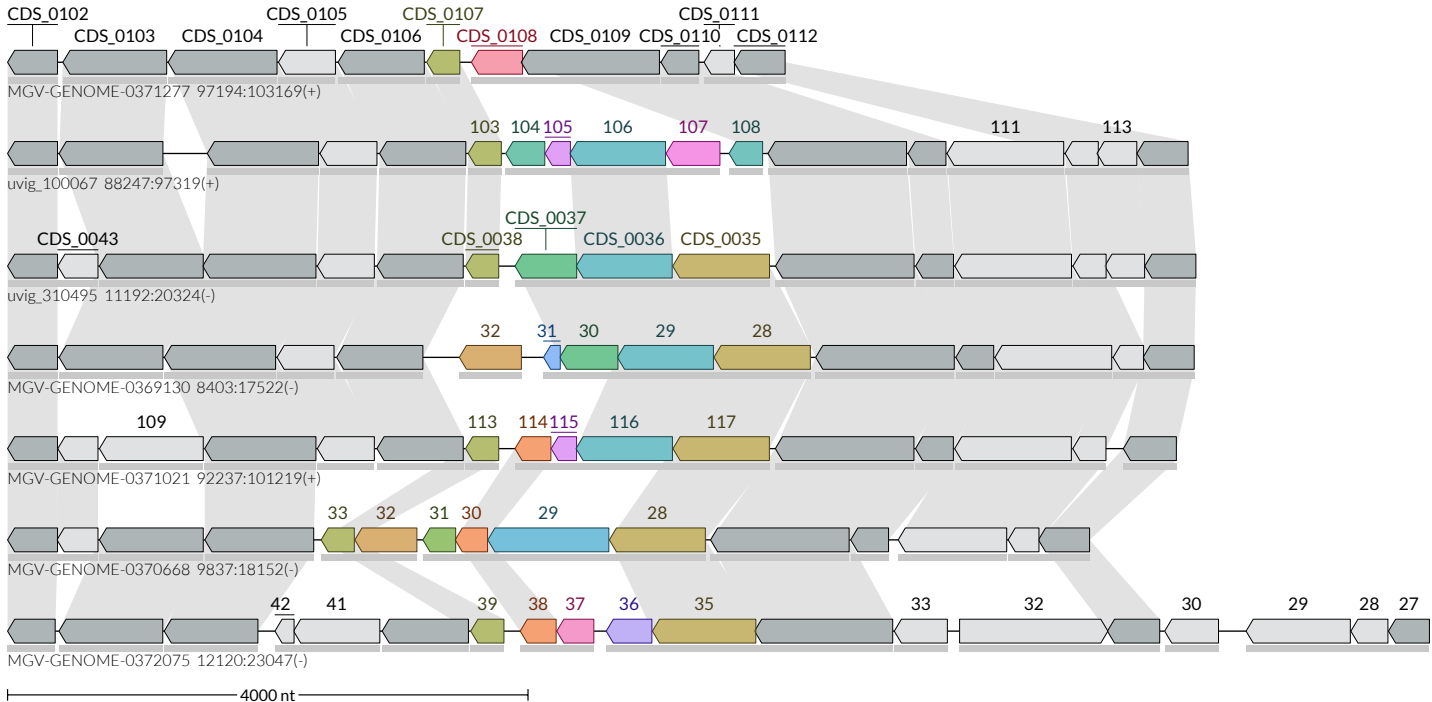 CDS_0102 CDS_0105 CDS_0107 CDS_0111
CDS_0103 CDS_0104 CDS_0106 CDS_0108 CDS_0109 CDS_0110 CDS_0112
MGV-GENOME-0371277 97194:103169(+)
103 104 105 106 107 108 111 113
uvig_100067 88247:97319(+)
CDS_0037
CDS_0043 CDS_0038 CDS_0036 CDS_0035
uvig_310495 11192:20324(-)
32 31 30 29 28
MGV-GENOME-0369130 8403:17522(-)
109 113 114 115 116 117
MGV-GENOME-0371021 92237:101219(+)
33 32 31 30 29 28
MGV-GENOME-0370668 9837:18152(-)
42 41 39 38 37 36 35 33 32 30 29 28 27
MGV-GENOME-0372075 12120:23047(-)
4000 nt